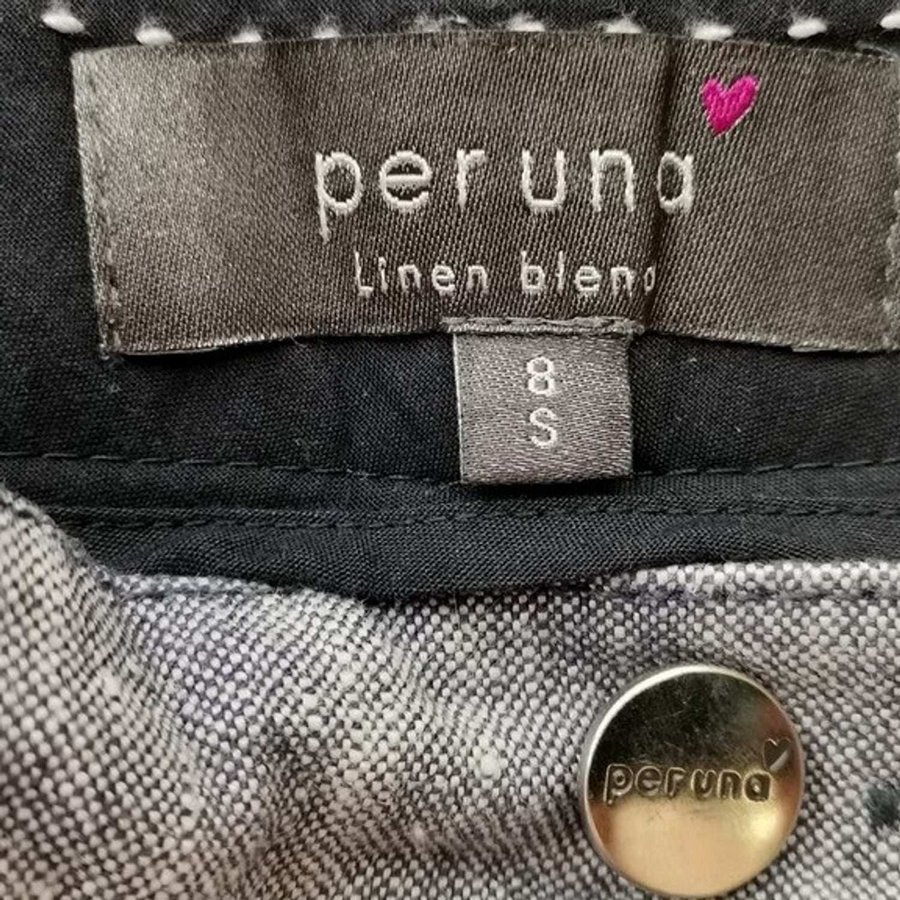 per una
Linen blend
8
S
per una